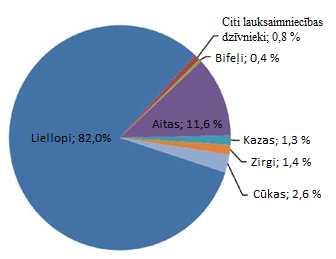 Citi lauksaimniecības
dzīvnieki; 0,8 %
Bifeļi; 0,4 %
Aitas; 11,6 %
Liellopi; 82,0%
Kazas; 1,3 %
Zirgi; 1,4 %
Cūkas; 2,6 %